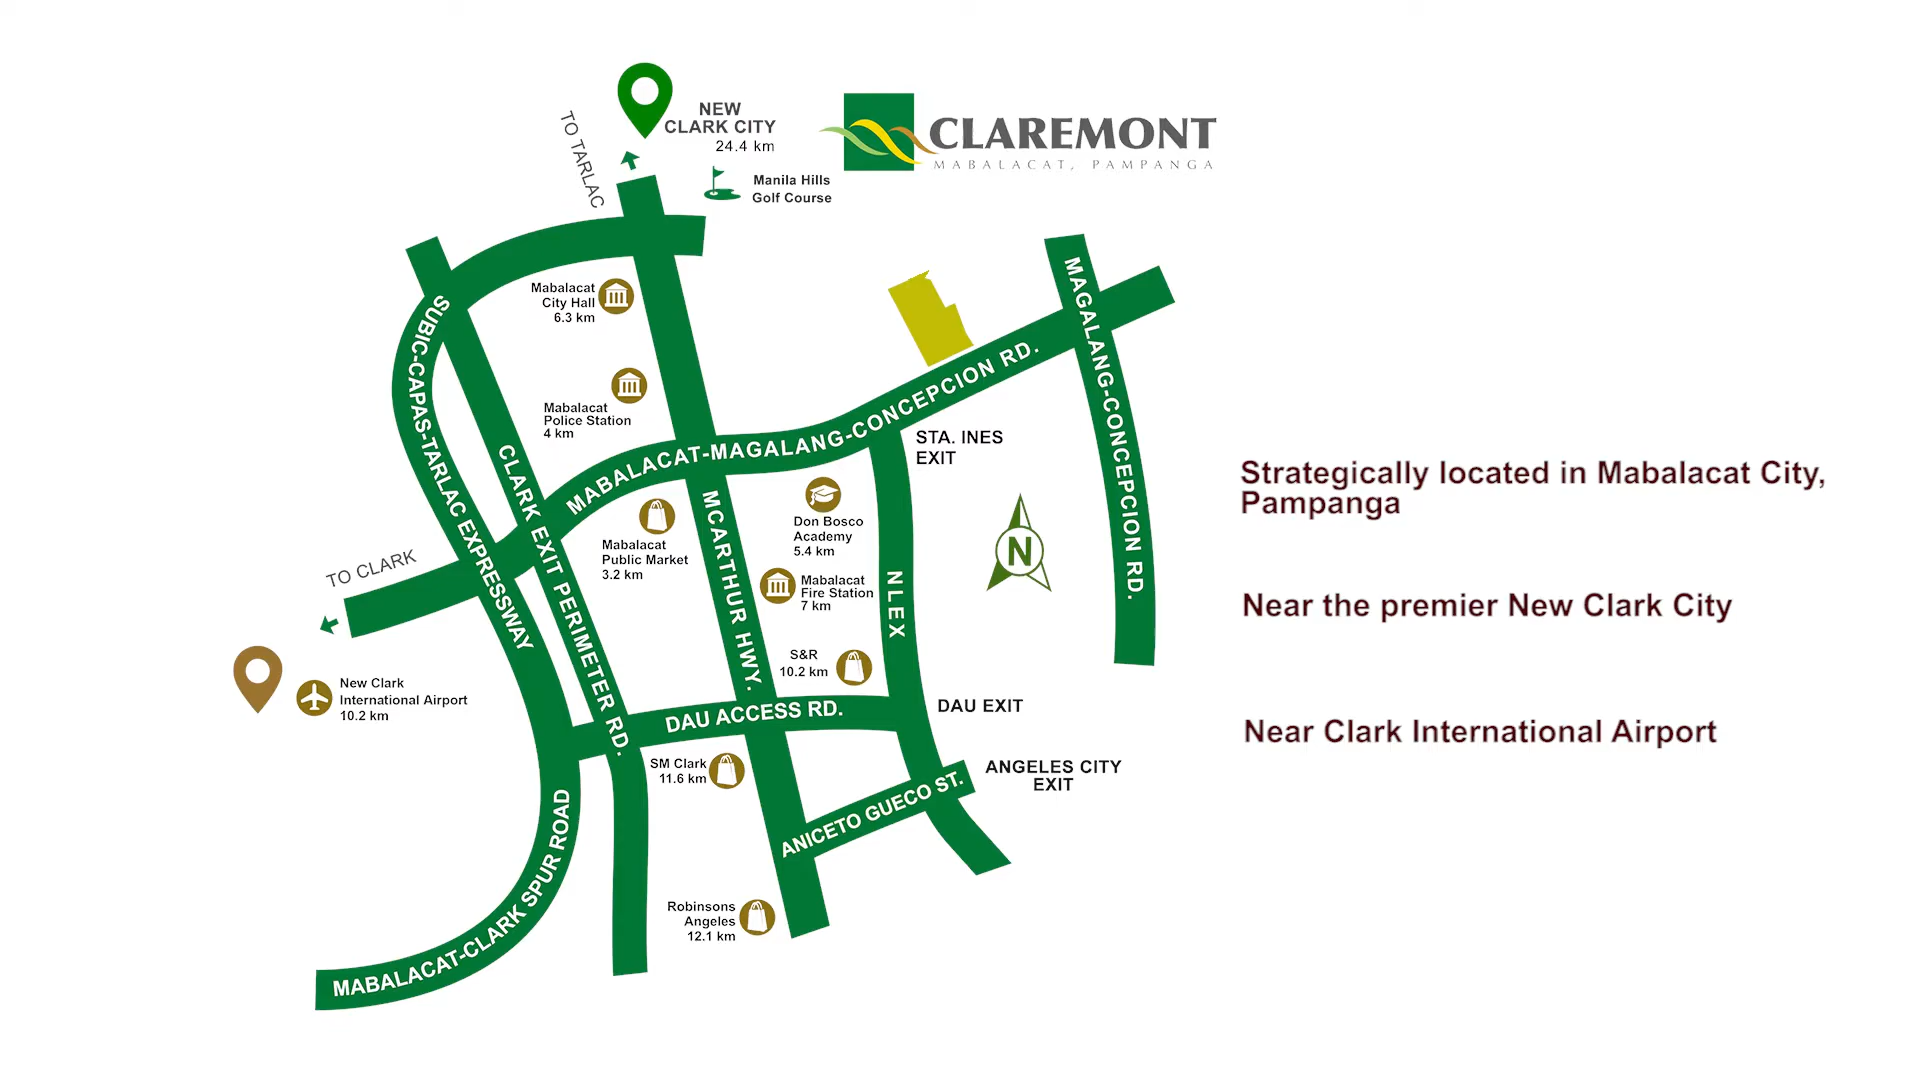 TO TARLAC
NEW
CLARK CITY
24.4 km
Manila Hills
Golf Course
CLAREMONT
MABALACAT, PAMPANGA
Mabalacat
City Hall
6.3 km
Mabalacat
Police Station
4 km
SUBIC-CAPAS-TARLAC EXPRESSWAY
CLARK EXIT PERIMETER RD.
MABALACAT-MAGALANG-CONCEPCION RD.
MAGALANG-CONCEPCION RD.
STA. INES
EXIT
MCARTHUR HWY.
Mabalacat
Public Market
3.2 km
Don Bosco
Academy
5.4 km
Mabalacat
Fire Station
7 km
NLEX
N
TO CLARK
S&R
10.2 km
New Clark
International Airport
10.2 km
DAU ACCESS RD.
DAU EXIT
SM Clark
11.6 km
ANGELES CITY
EXIT
ANICETO GUECO ST.
MABALACAT-CLARK SPUR ROAD
Robinsons
Angeles
12.1 km
Strategically located in Mabalacat City,
Pampanga
Near the premier New Clark City
Near Clark International Airport